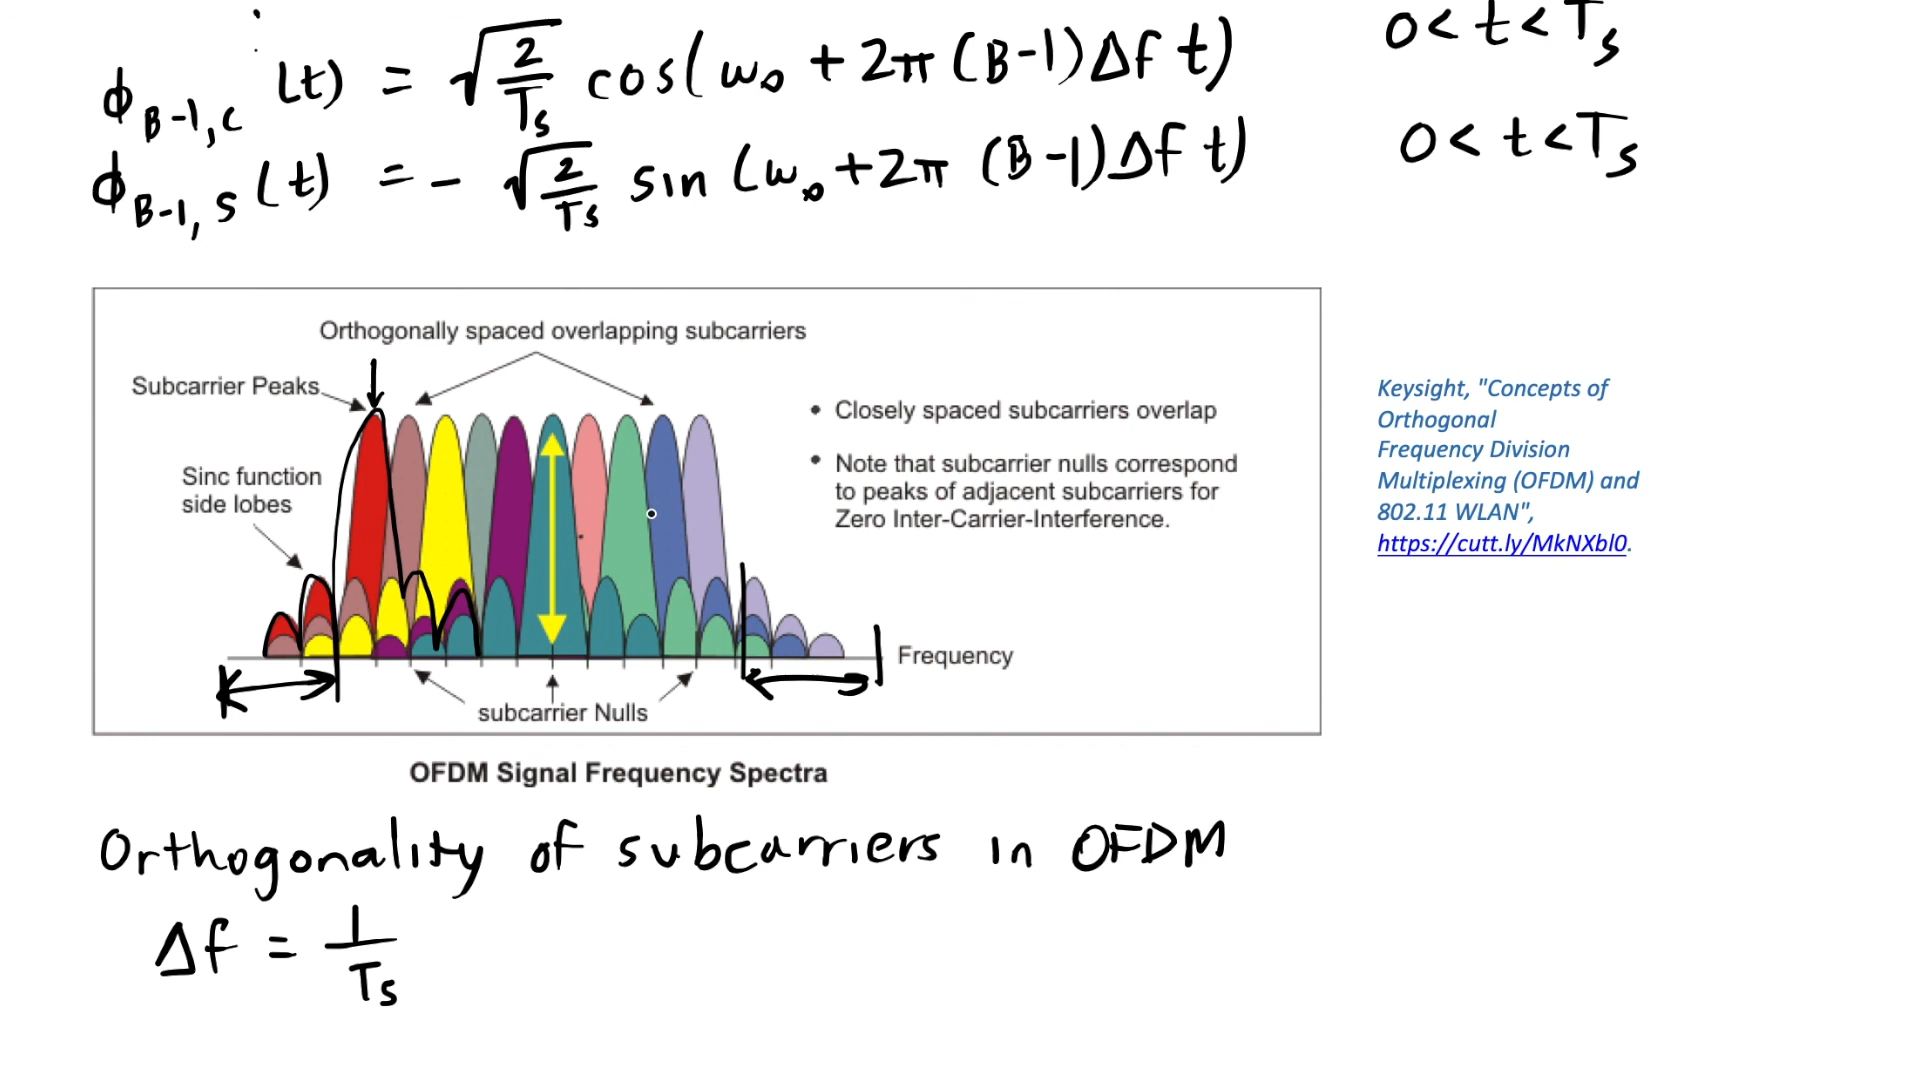 ϕ_{B-1,c} (t) = √(2/Ts) cos(ω₀ + 2π(B-1)Δf t) 0 < t < Ts
ϕ_{B-1,s} (t) = - √(2/Ts) sin (ω₀ + 2π (B-1)Δf t) 0 < t < Ts
Orthogonally spaced overlapping subcarriers
Subcarrier Peaks
Sinc function
side lobes
• Closely spaced subcarriers overlap
• Note that subcarrier nulls correspond
to peaks of adjacent subcarriers for
Zero Inter-Carrier-Interference.
Frequency
subcarrier Nulls
Keysight, "Concepts of
Orthogonal
Frequency Division
Multiplexing (OFDM) and
802.11 WLAN",
https://cutt.ly/MkNXbl0.
OFDM Signal Frequency Spectra
Orthogonality of subcarriers in OFDM
Δf = 1/Ts